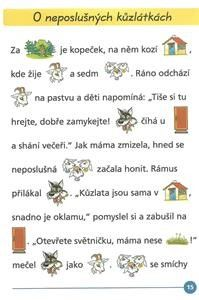 O neposlušných kůzlátkách
Za je kopeček, na něm kozí ,
kde žije a sedm . Ráno odchází
na pastvu a děti napomíná: „Tiše si tu
hrejte, dobře zamykejte! číhá u
a shání večeři.“ Jak máma zmizela, hned se
neposlušná začala honit. Rámus
přilákal . „Kůzlata jsou sama v
snadno je oklamu,“ pomyslel si a zabušil na
. „Otevřete světničku, máma nese !“
mečel jako , se smíchy
15